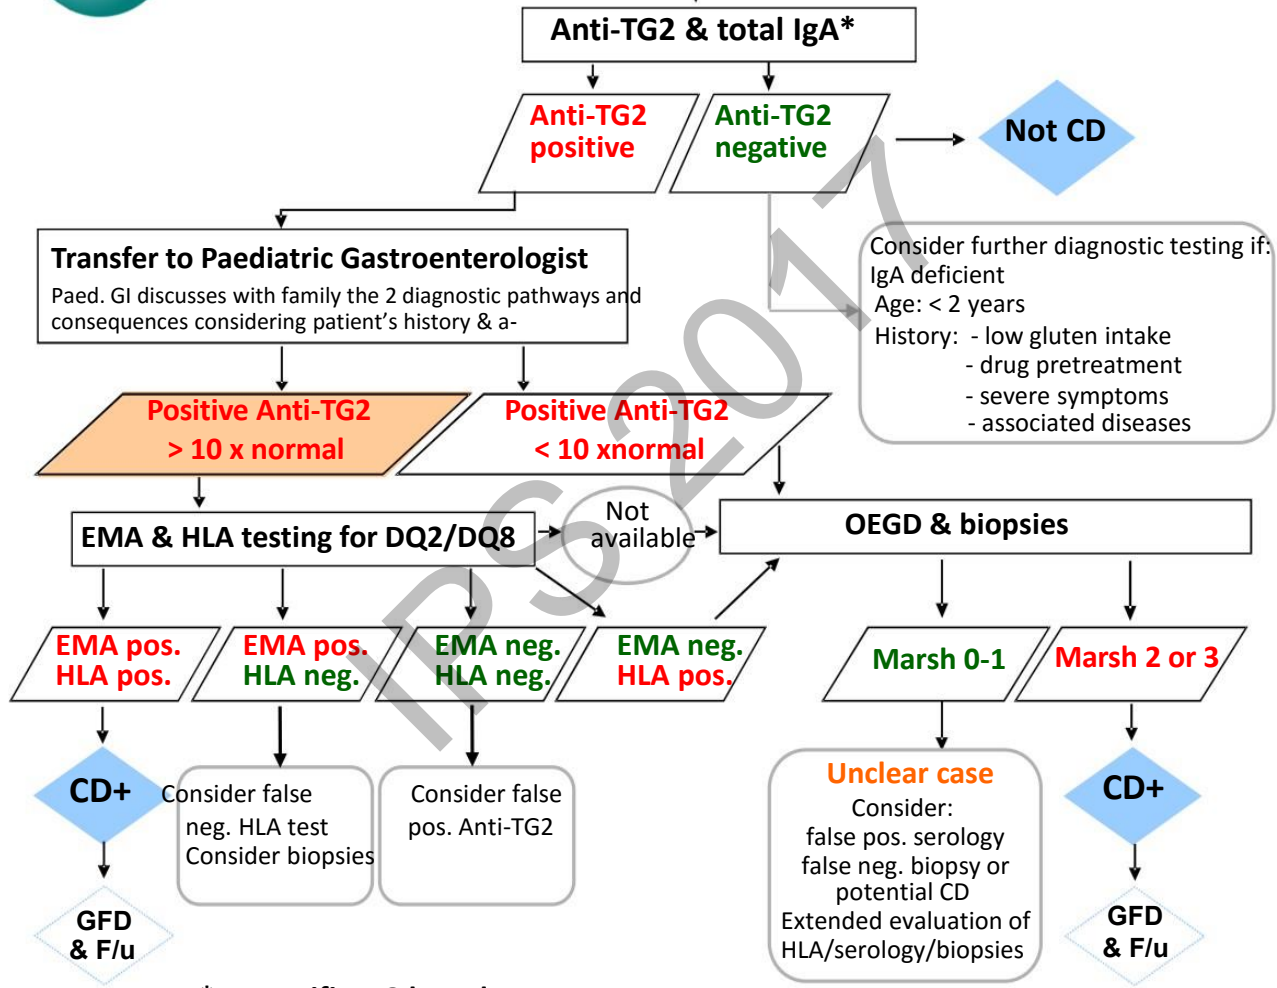 Anti-TG2 & total IgA*
Anti-TG2
positive
Anti-TG2
negative
Not CD
Transfer to Paediatric Gastroenterologist
Paed. GI discusses with family the 2 diagnostic pathways and
consequences considering patient's history & a-
Consider further diagnostic testing if:
IgA deficient
Age: < 2 years
History: - low gluten intake
- drug pretreatment
- severe symptoms
- associated diseases
Positive Anti-TG2
> 10 x normal
Positive Anti-TG2
< 10 xnormal
EMA & HLA testing for DQ2/DQ8
Not
available
OEGD & biopsies
EMA pos.
HLA pos.
EMA pos.
HLA neg.
EMA neg.
HLA neg.
EMA neg.
HLA pos.
Marsh 0-1
Marsh 2 or 3
CD+
Consider false
neg. HLA test
Consider biopsies
Consider false
pos. Anti-TG2
Unclear case
Consider:
false pos. serology
false neg. biopsy or
potential CD
Extended evaluation of
HLA/serology/biopsies
CD+
GFD
& F/u
GFD
& F/u
IPS 2017